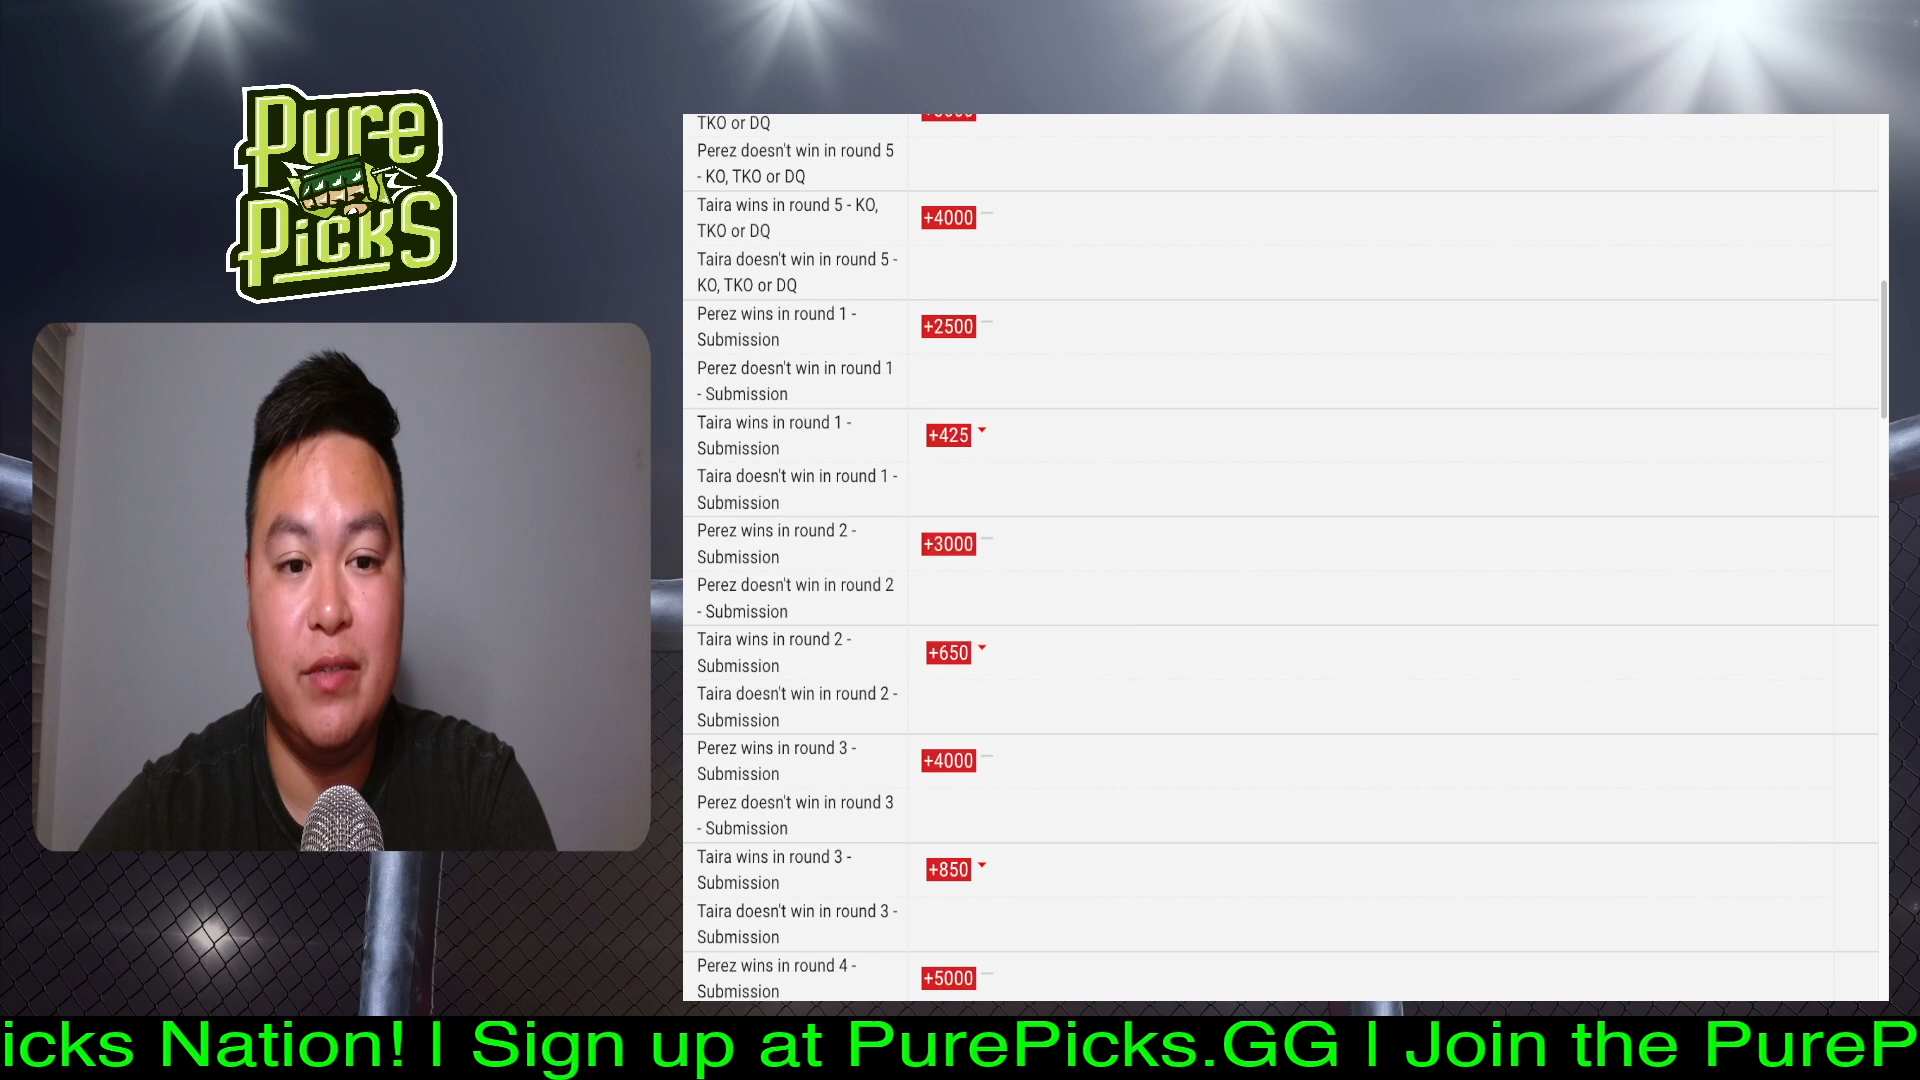 Pure
Picks
TKO or DQ
Perez doesn't win in round 5
- KO, TKO or DQ
Taira wins in round 5 - KO,
TKO or DQ
+4000
Taira doesn't win in round 5 -
KO, TKO or DQ
Perez wins in round 1 -
Submission
+2500
Perez doesn't win in round 1
- Submission
Taira wins in round 1 -
Submission
+425
Taira doesn't win in round 1 -
Submission
Perez wins in round 2 -
Submission
+3000
Perez doesn't win in round 2
- Submission
Taira wins in round 2 -
Submission
+650
Taira doesn't win in round 2 -
Submission
Perez wins in round 3 -
Submission
+4000
Perez doesn't win in round 3
- Submission
Taira wins in round 3 -
Submission
+850
Taira doesn't win in round 3 -
Submission
Perez wins in round 4 -
Submission
+5000
icks Nation! | Sign up at PurePicks.GG | Join the PureP